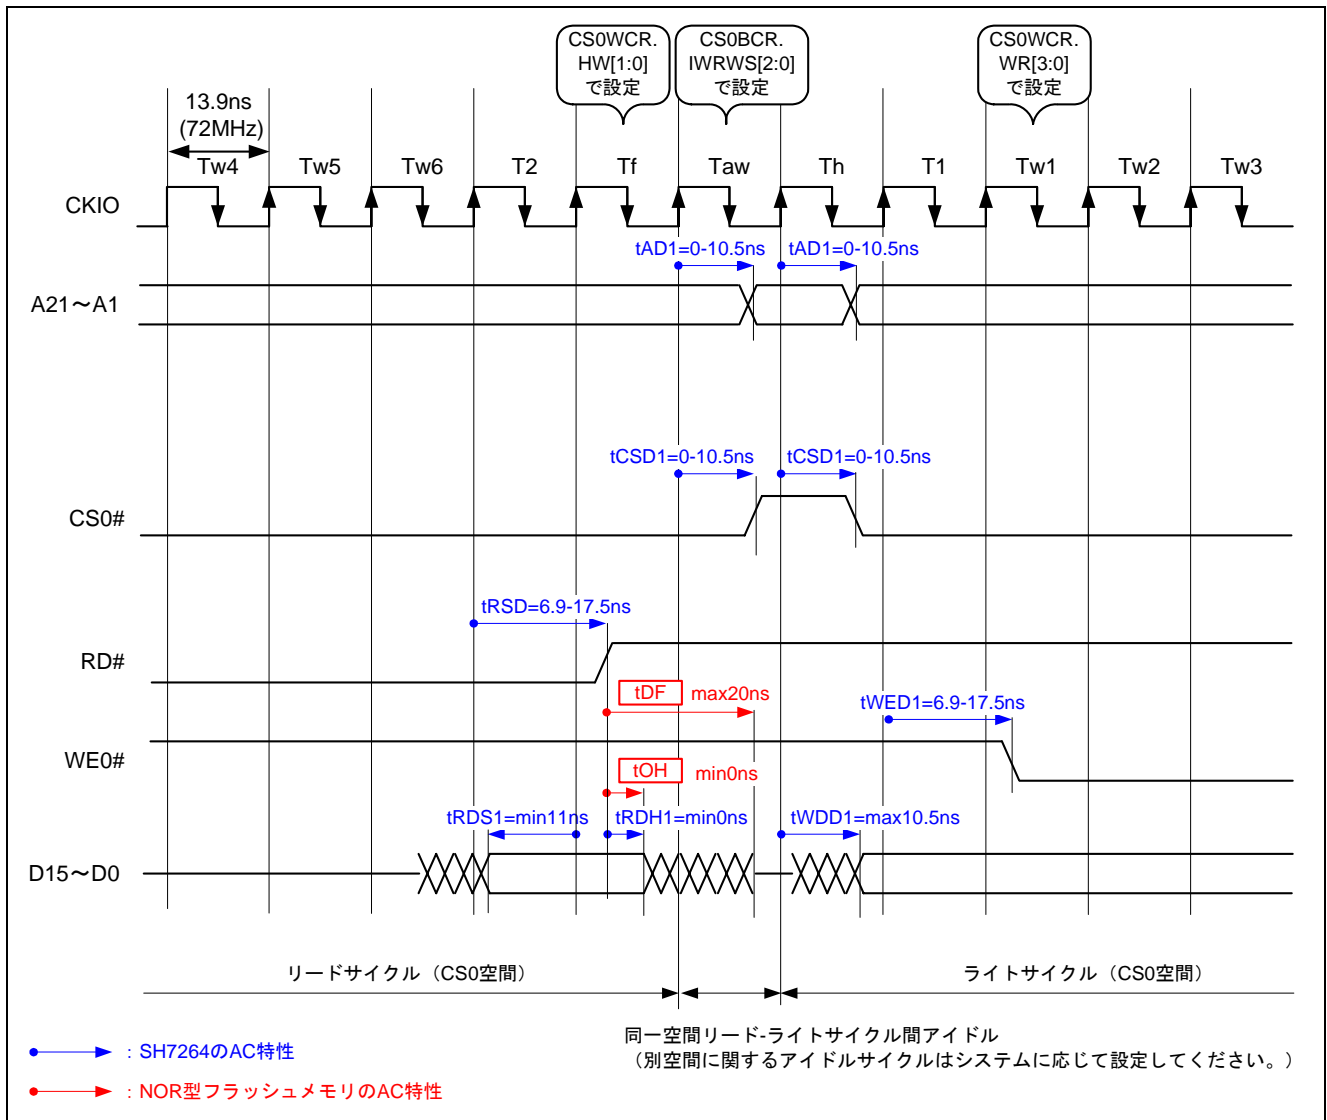 CS0WCR.
HW[1:0]
で設定
CS0BCR.
IWRWS[2:0]
で設定
CS0WCR.
WR[3:0]
で設定
13.9ns
(72MHz)
Tw4
Tw5
Tw6
T2
Tf
Taw
Th
T1
Tw1
Tw2
Tw3
CKIO
tAD1=0-10.5ns
tAD1=0-10.5ns
A21～A1
tCSD1=0-10.5ns
tCSD1=0-10.5ns
CS0#
tRSD=6.9-17.5ns
RD#
tDF max20ns
tWED1=6.9-17.5ns
WE0#
tOH min0ns
tRDS1=min11ns
tRDH1=min0ns
tWDD1=max10.5ns
D15～D0
リードサイクル（CS0空間）
ライトサイクル（CS0空間）
同一空間リード-ライトサイクル間アイドル
（別空間に関するアイドルサイクルはシステムに応じて設定してください。）
：SH7264のAC特性
：NOR型フラッシュメモリのAC特性